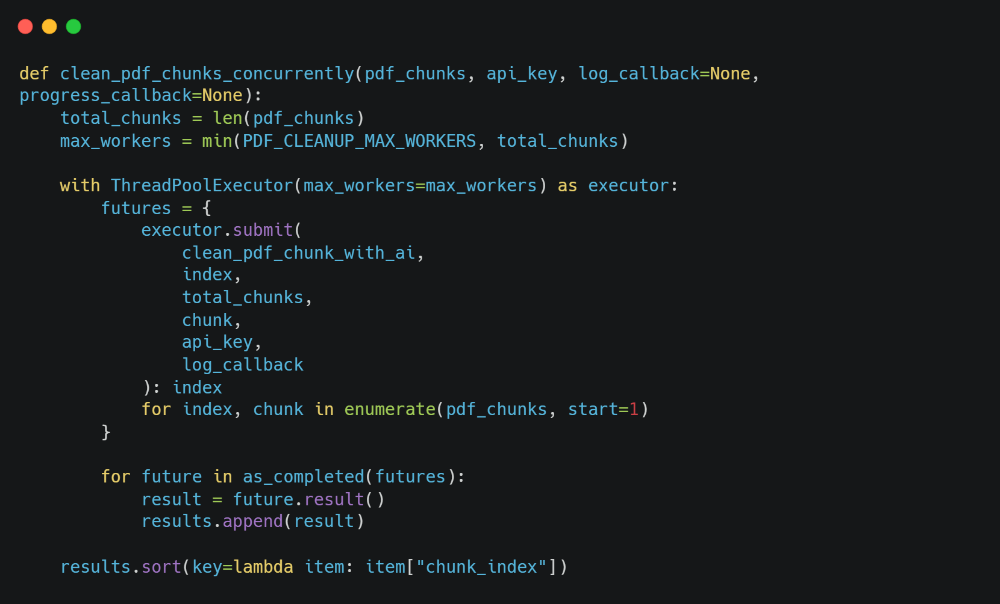 def clean_pdf_chunks_concurrently(pdf_chunks, api_key, log_callback=None,
progress_callback=None):
    total_chunks = len(pdf_chunks)
    max_workers = min(PDF_CLEANUP_MAX_WORKERS, total_chunks)

    with ThreadPoolExecutor(max_workers=max_workers) as executor:
        futures = {
            executor.submit(
                clean_pdf_chunk_with_ai,
                index,
                total_chunks,
                chunk,
                api_key,
                log_callback
            ): index
            for index, chunk in enumerate(pdf_chunks, start=1)
        }

        for future in as_completed(futures):
            result = future.result()
            results.append(result)

    results.sort(key=lambda item: item["chunk_index"])